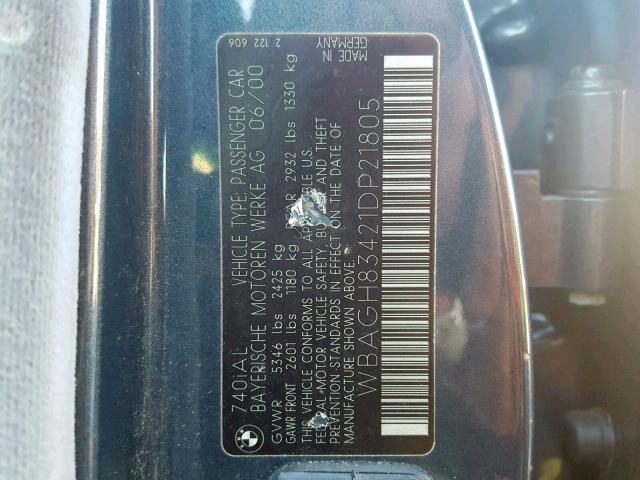 740iAL VEHICLE TYPE: PASSENGER CAR 2 122 606
BAYERISCHE MOTOREN WERKE AG 06/00
GVWR 5346 lbs 2425 kg
GAWR FRONT 2601 lbs 1180 kg R 2932 lbs 1330 kg
THIS VEHICLE CONFORMS TO ALL APPLICABLE U.S.
FEDERAL-MOTOR VEHICLE SAFETY, BUMPER, AND THEFT
PREVENTION-STANDARDS IN EFFECT ON THE DATE OF
MANUFACTURE SHOWN ABOVE.
MADE IN
GERMANY
WBAGH83421DP21805